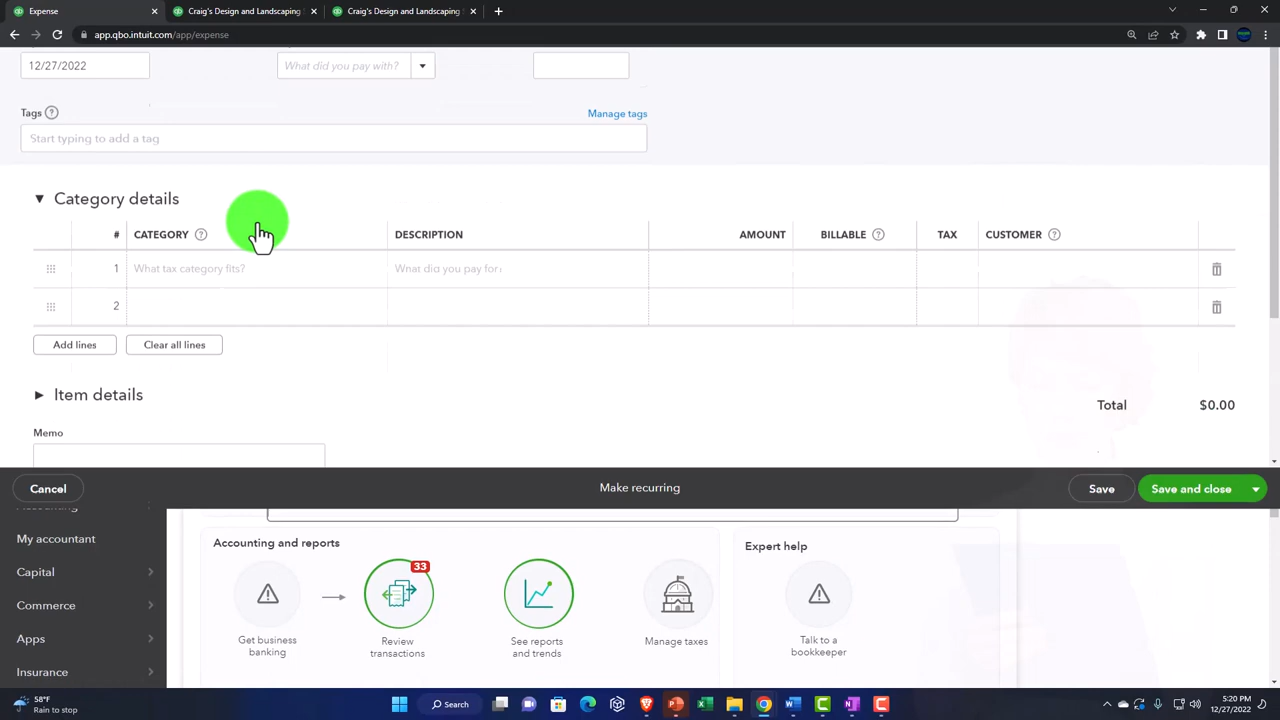 Expense
Craig's Design and Landscaping
Craig's Design and Landscaping S
app.qbo.intuit.com/app/expense
12/27/2022
What did you pay with?
Tags
Manage tags
Start typing to add a tag
Category details
# CATEGORY DESCRIPTION AMOUNT BILLABLE TAX CUSTOMER
1 What tax category fits? What did you pay for
2
Add lines Clear all lines
Item details
Total $0.00
Memo
Cancel Make recurring Save Save and close
My accountant
Capital
Commerce
Apps
Insurance
Accounting and reports
Expert help
33
Get business banking
Review transactions
See reports and trends
Manage taxes
Talk to a bookkeeper
58°F
Rain to stop
Search
5:20 PM
12/27/2022